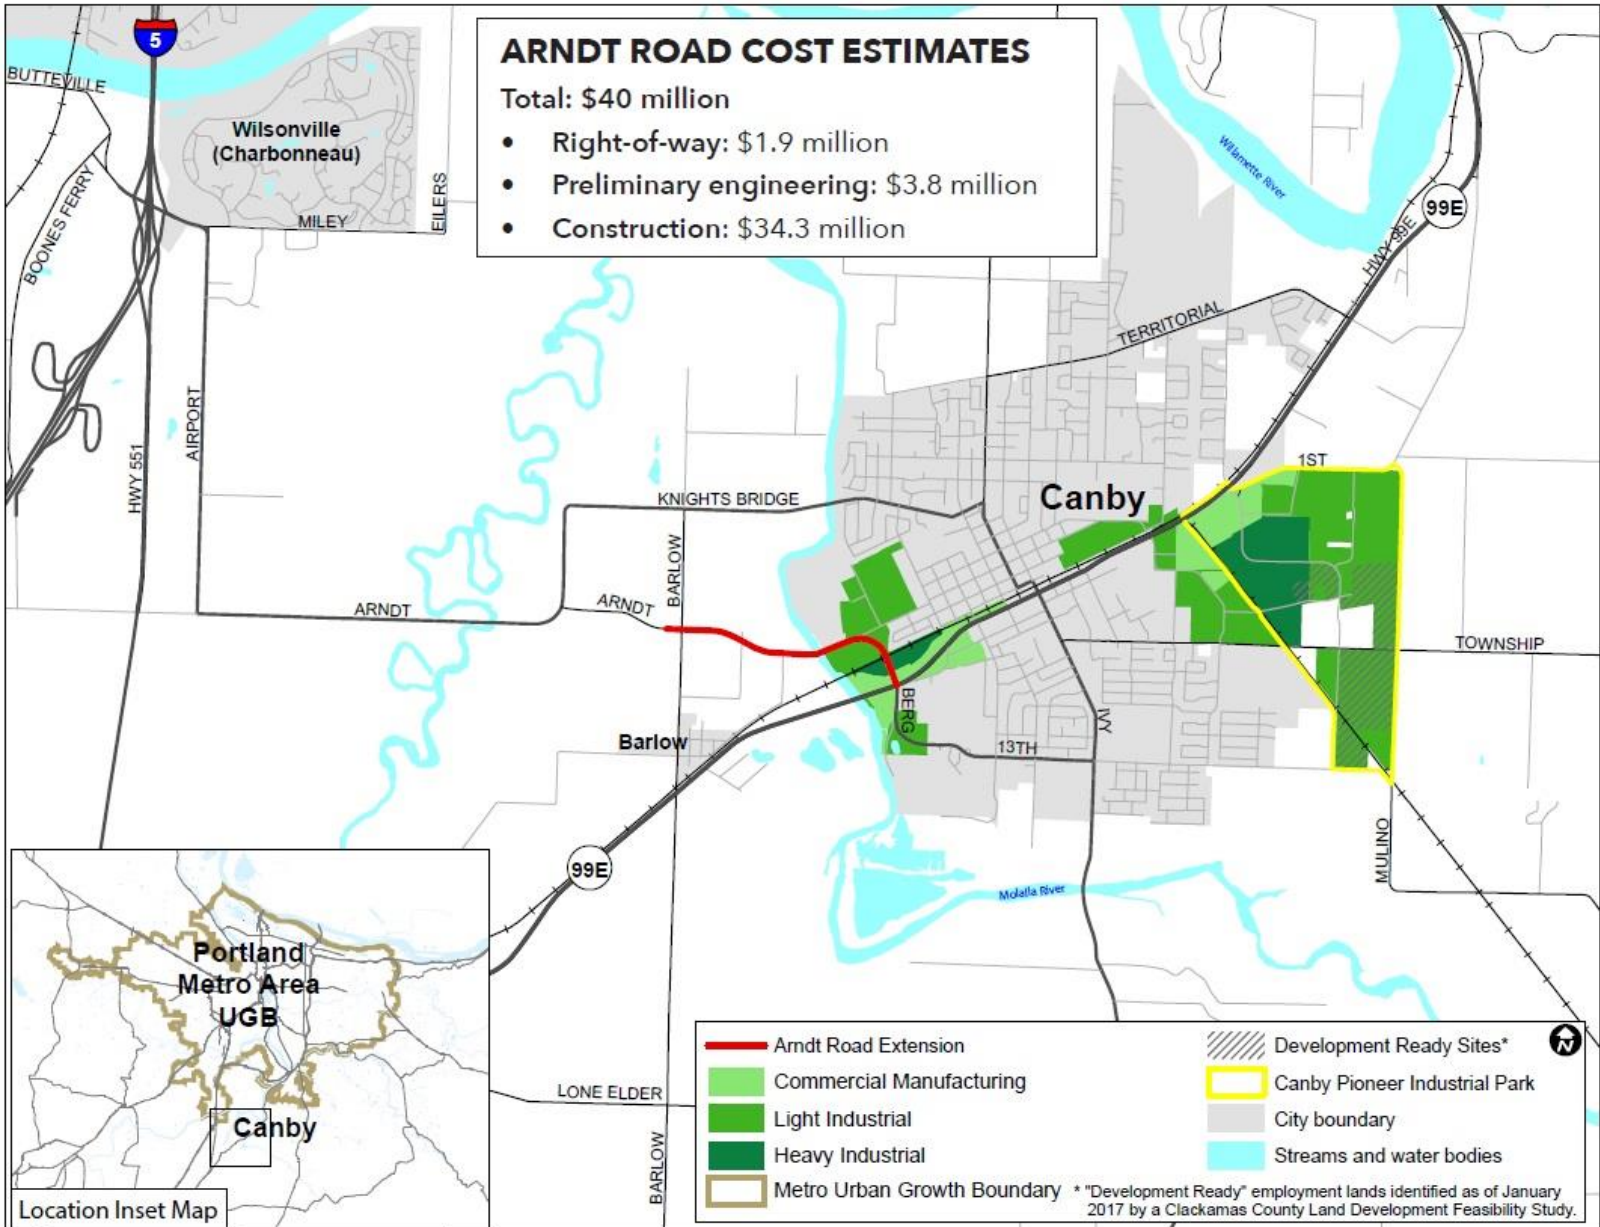 5
BUTTEVILLE
Wilsonville
(Charbonneau)
BOONES FERRY
MILEY
EILERS
ARNDT ROAD COST ESTIMATES
Total: $40 million
• Right-of-way: $1.9 million
• Preliminary engineering: $3.8 million
• Construction: $34.3 million
Willamette River
99E
HWY 99E
TERRITORIAL
AIRPORT
HWY 551
KNIGHTS BRIDGE
Canby
1ST
BARLOW
ARNDT
ARNDT
TOWNSHIP
BERG
IVY
Barlow
13TH
MULINO
99E
Molalla River
Portland
Metro Area
UGB
Canby
Location Inset Map
LONE ELDER
BARLOW
Arndt Road Extension
Commercial Manufacturing
Light Industrial
Heavy Industrial
Metro Urban Growth Boundary
Development Ready Sites*
N
Canby Pioneer Industrial Park
City boundary
Streams and water bodies
* "Development Ready" employment lands identified as of January
2017 by a Clackamas County Land Development Feasibility Study.